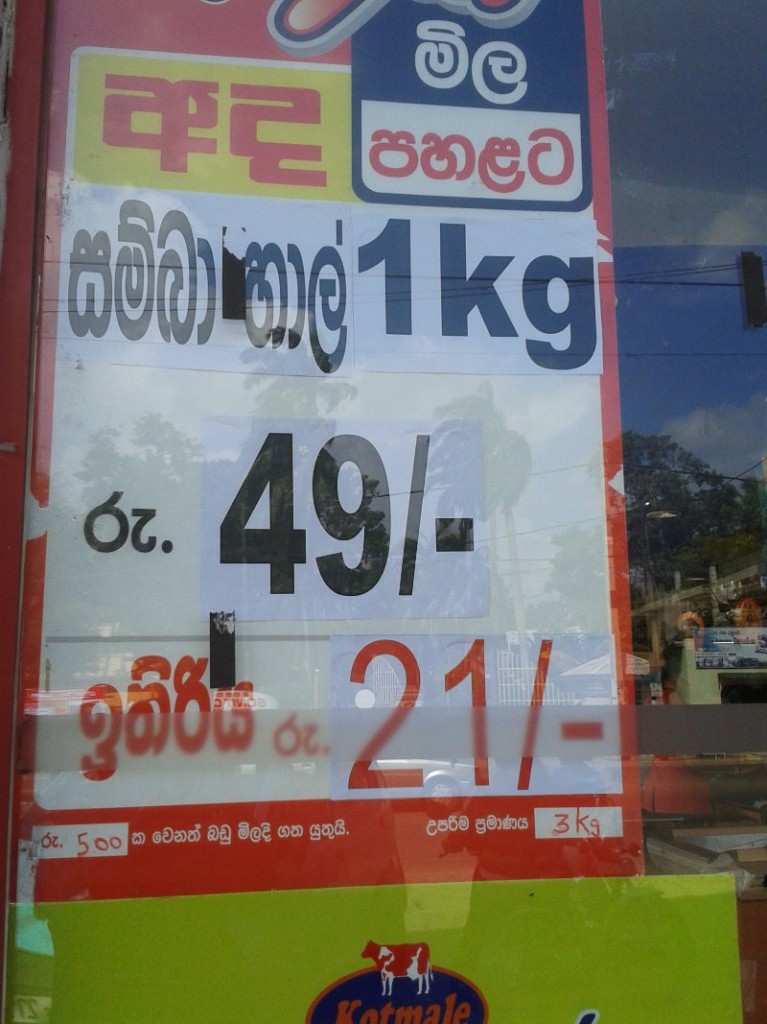 අද
මිල
පහළට
සම්බා හාල් 1kg
රු. 49/-
ඉතිරිය රු. 21/-
රු. 500 ක වෙනත් බඩු මිලදි ගත යුතුයි.
උපරිම ප්‍රමාණය 3kg
Kotmale